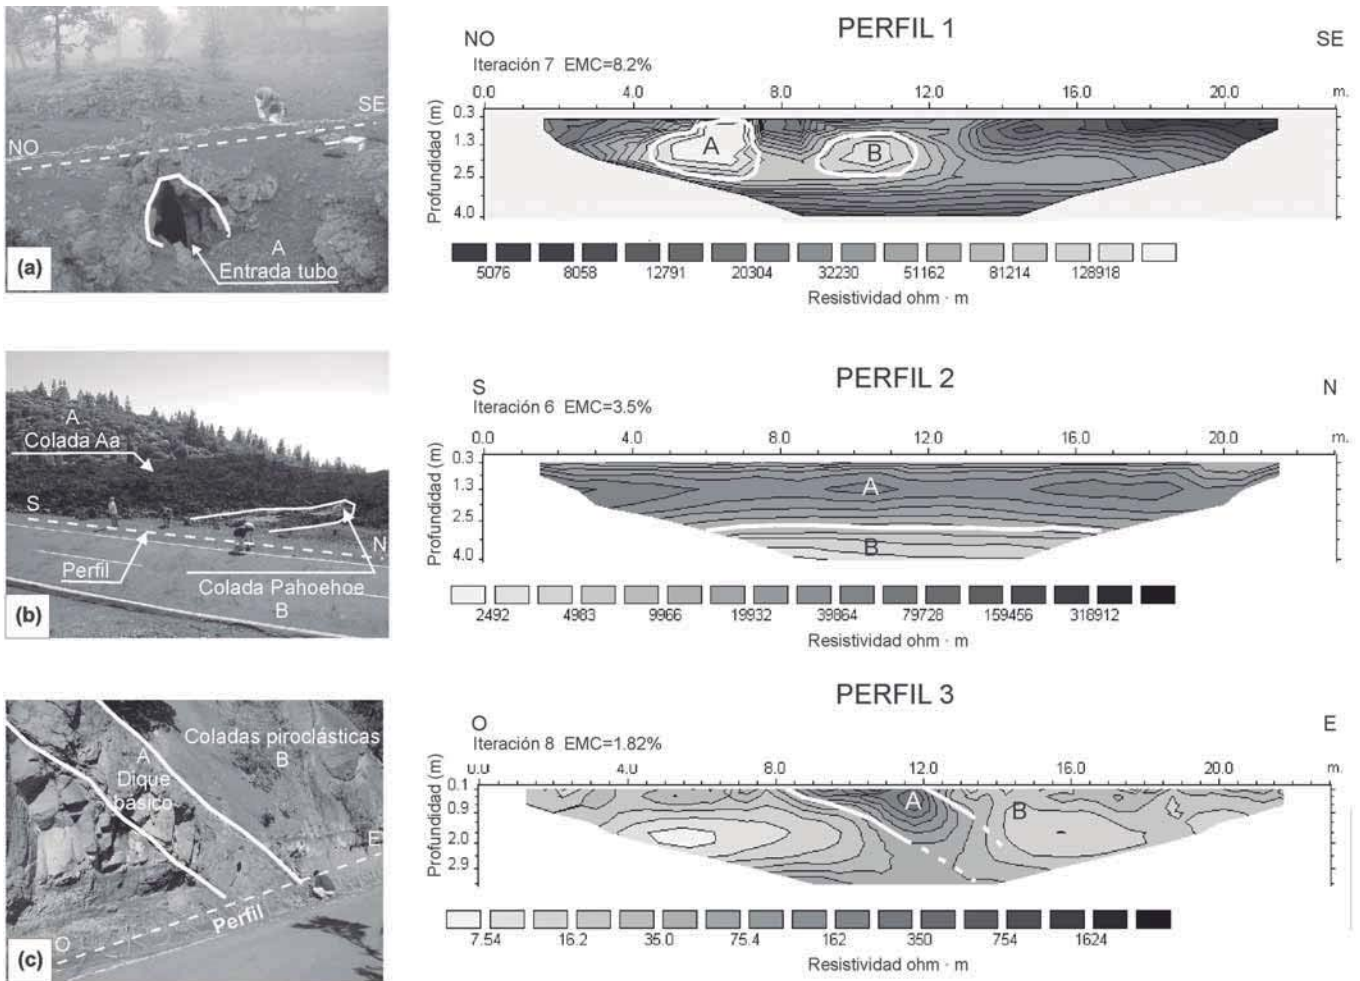 NO
SE
A
Entrada tubo
(a)
PERFIL 1
NO
SE
Iteración 7 EMC=8.2%
0.0 4.0 8.0 12.0 16.0 20.0 m.
Profundidad (m)
0.3
1.3
2.5
4.0
A
B
5076 8058 12791 20304 32230 51162 81214 128918
Resistividad ohm · m
A
Colada Aa
S
N
Perfil
Colada Pahoehoe
B
(b)
PERFIL 2
S
N
Iteración 6 EMC=3.5%
0.0 4.0 8.0 12.0 16.0 20.0 m.
Profundidad (m)
0.3
1.3
2.5
4.0
A
B
2492 4983 9966 19932 39864 79728 159456 318912
Resistividad ohm · m
Coladas piroclásticas
B
A
Dique
básico
E
Perfil
O
(c)
PERFIL 3
O
E
Iteración 8 EMC=1.82%
0.0 4.0 8.0 12.0 16.0 20.0 m.
Profundidad (m)
0.1
0.9
2.0
2.9
A
B
7.54 16.2 35.0 75.4 162 350 754 1624
Resistividad ohm · m